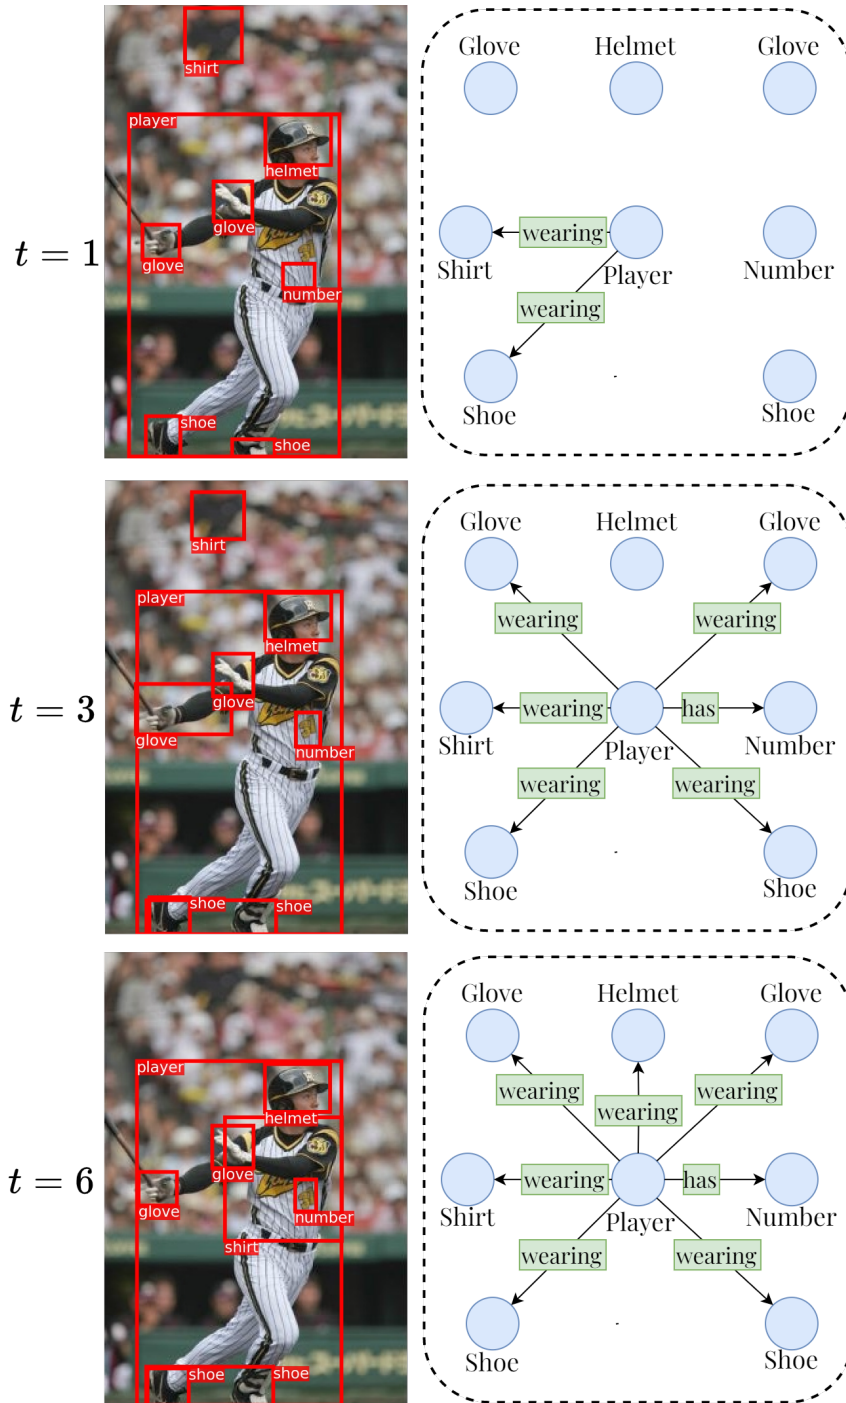 t = 1
shirt
player
helmet
glove
glove
number
shoe
shoe
Glove
Helmet
Glove
wearing
Shirt
Player
Number
wearing
Shoe
Shoe
t = 3
shirt
player
helmet
glove
glove
number
shoe
shoe
Glove
Helmet
Glove
wearing
wearing
wearing
has
Shirt
Player
Number
wearing
wearing
Shoe
Shoe
t = 6
player
helmet
glove
glove
number
shirt
shoe
shoe
Glove
Helmet
Glove
wearing
wearing
wearing
wearing
has
Shirt
Player
Number
wearing
wearing
Shoe
Shoe